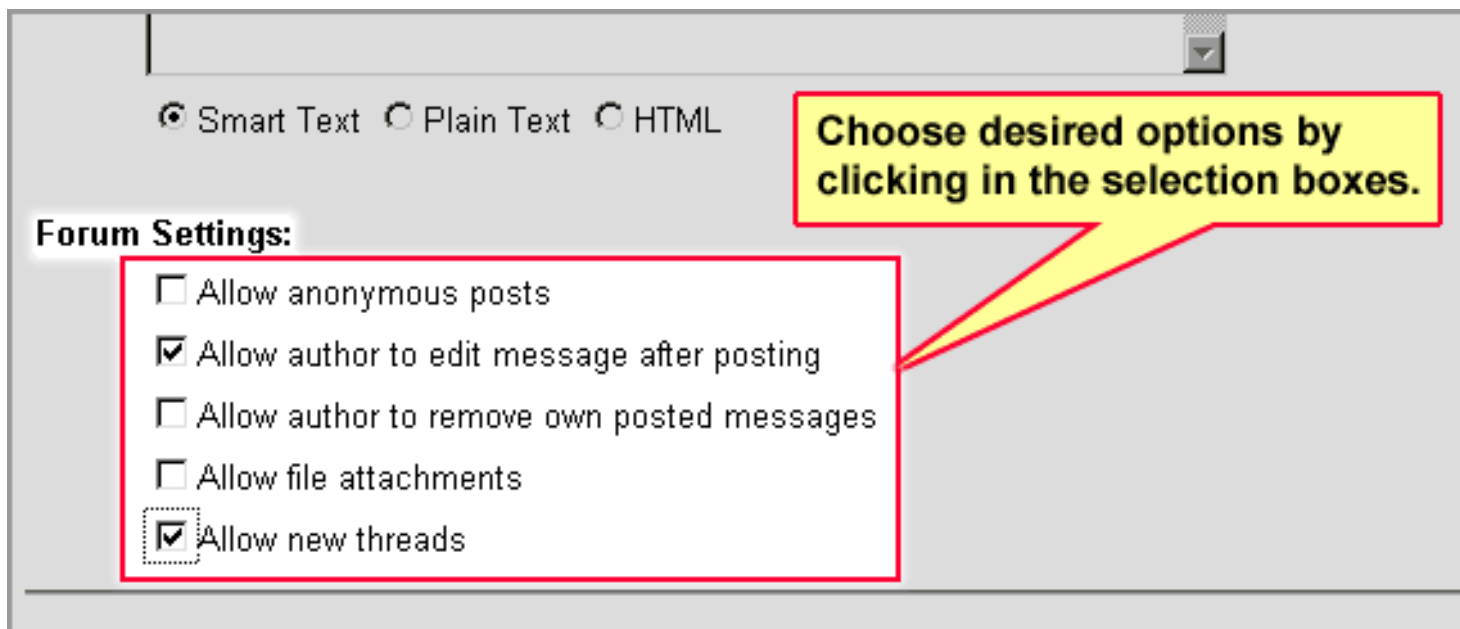 Smart Text Plain Text HTML
Choose desired options by
clicking in the selection boxes.
Forum Settings:
Allow anonymous posts
Allow author to edit message after posting
Allow author to remove own posted messages
Allow file attachments
Allow new threads